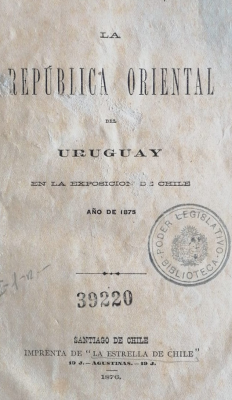 LA
REPÚBLICA ORIENTAL
DEL
URUGUAY
EN LA EXPOSICION DE CHILE
AÑO DE 1875
PODER LEGISLATIVO
BIBLIOTECA
39220
SANTIAGO DE CHILE
IMPRENTA DE "LA ESTRELLA DE CHILE"
19 J.—AGUSTINAS.—19 J.
1876.